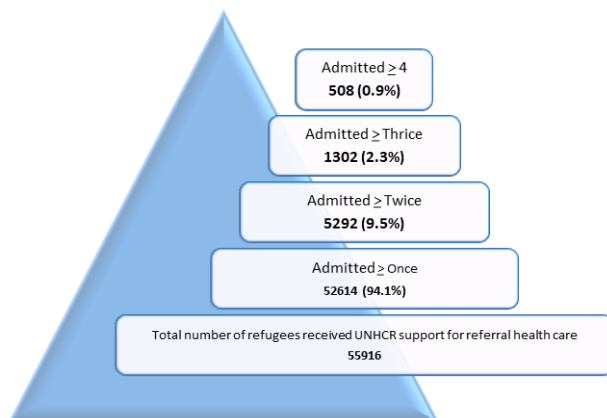 Admitted ≥ 4
508 (0.9%)
Admitted ≥ Thrice
1302 (2.3%)
Admitted ≥ Twice
5292 (9.5%)
Admitted ≥ Once
52614 (94.1%)
Total number of refugees received UNHCR support for referral health care
55916